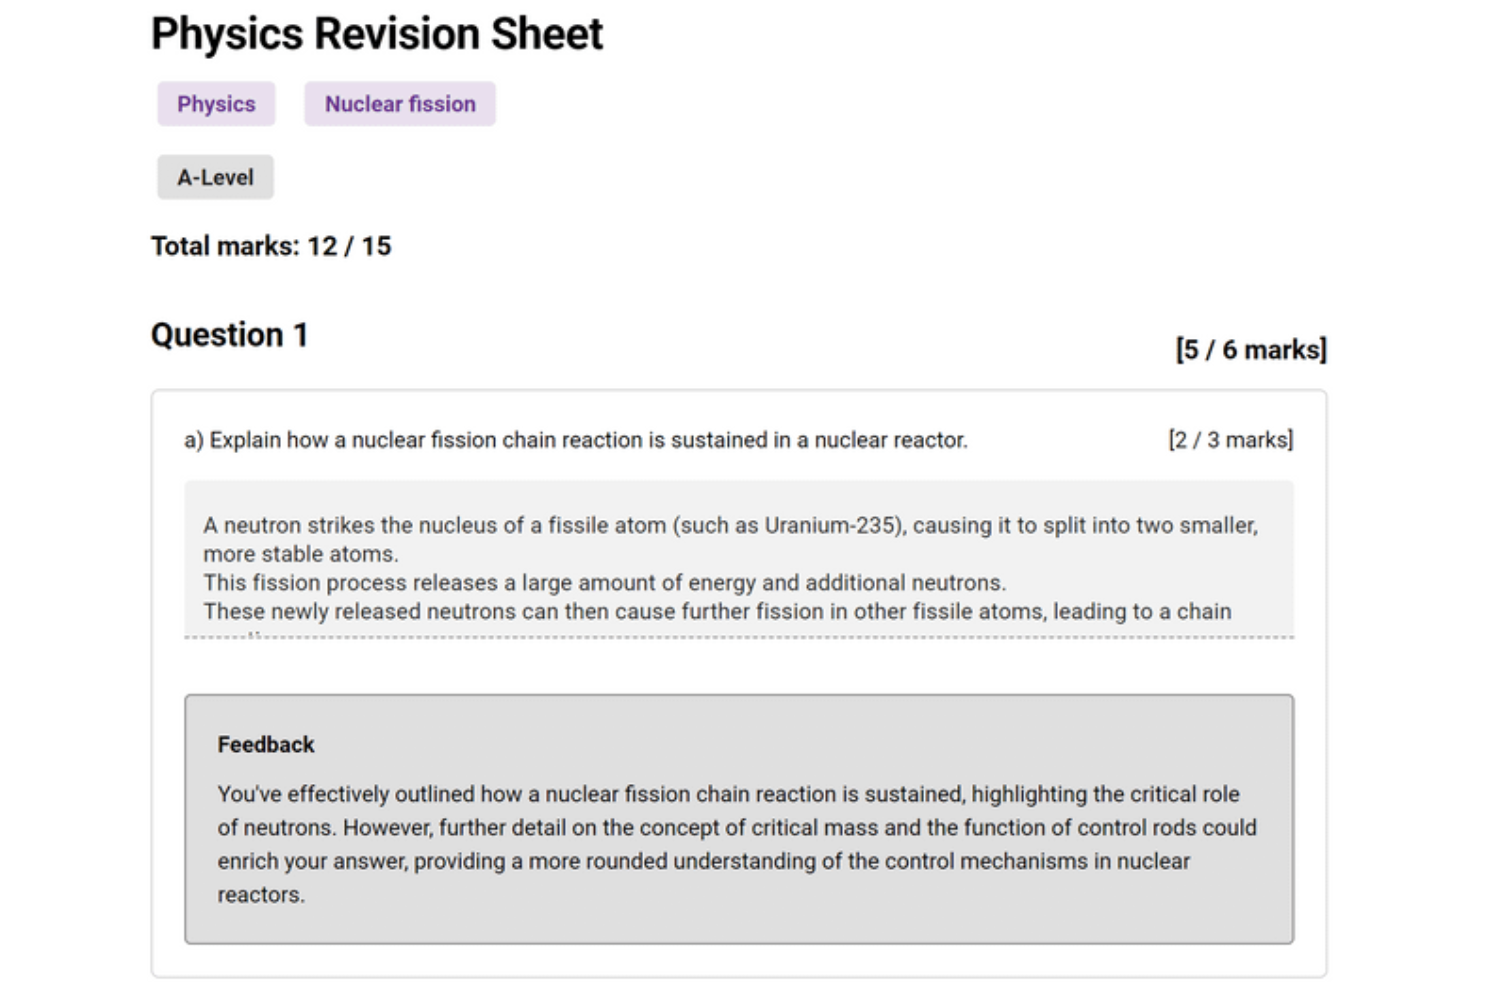 Physics Revision Sheet
Physics Nuclear fission
A-Level
Total marks: 12 / 15
Question 1
[5 / 6 marks]
a) Explain how a nuclear fission chain reaction is sustained in a nuclear reactor. [2 / 3 marks]
A neutron strikes the nucleus of a fissile atom (such as Uranium-235), causing it to split into two smaller,
more stable atoms.
This fission process releases a large amount of energy and additional neutrons.
These newly released neutrons can then cause further fission in other fissile atoms, leading to a chain
Feedback
You've effectively outlined how a nuclear fission chain reaction is sustained, highlighting the critical role
of neutrons. However, further detail on the concept of critical mass and the function of control rods could
enrich your answer, providing a more rounded understanding of the control mechanisms in nuclear
reactors.